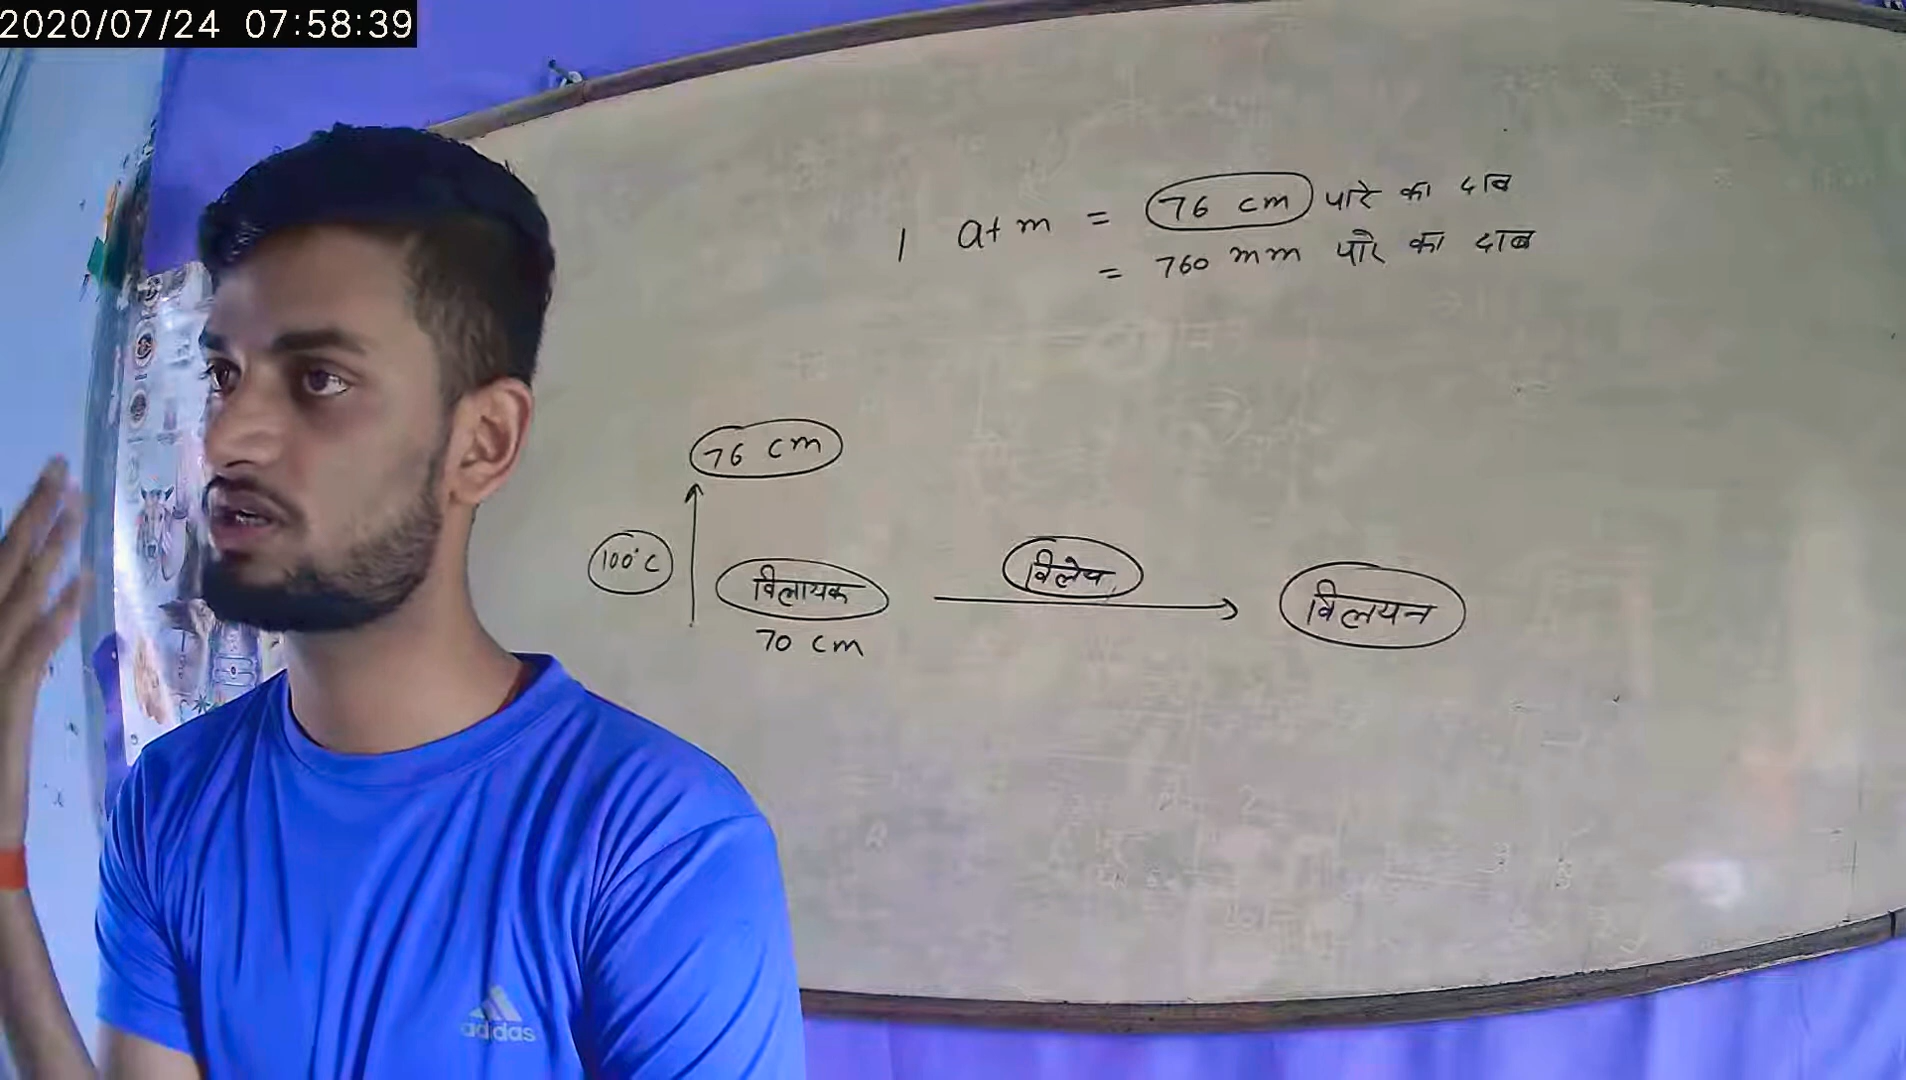 2020/07/24 07:58:39
1 atm = 76 cm पारे का दाब
= 760 mm पारे का दाब
76 cm
100°C
विलायक
विलेय
विलयन
70 cm
adidas